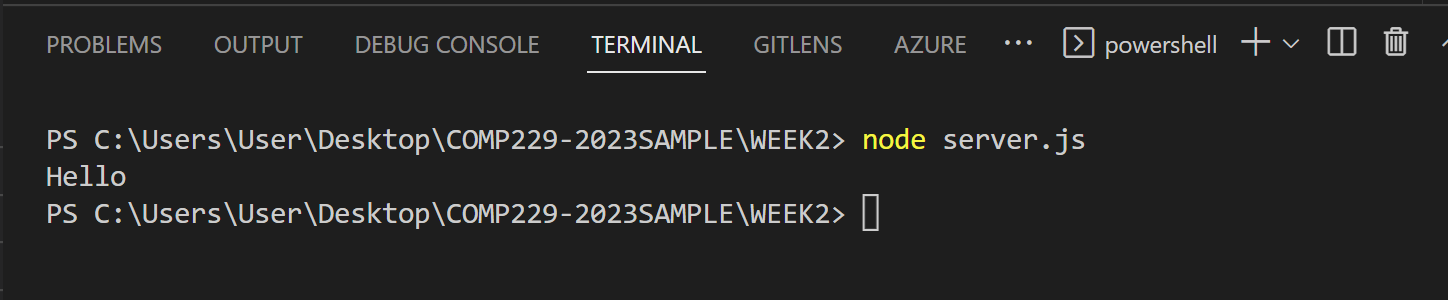 PROBLEMS OUTPUT DEBUG CONSOLE TERMINAL GITLENS AZURE ··· powershell
PS C:\Users\User\Desktop\COMP229-2023SAMPLE\WEEK2> node server.js
Hello
PS C:\Users\User\Desktop\COMP229-2023SAMPLE\WEEK2>